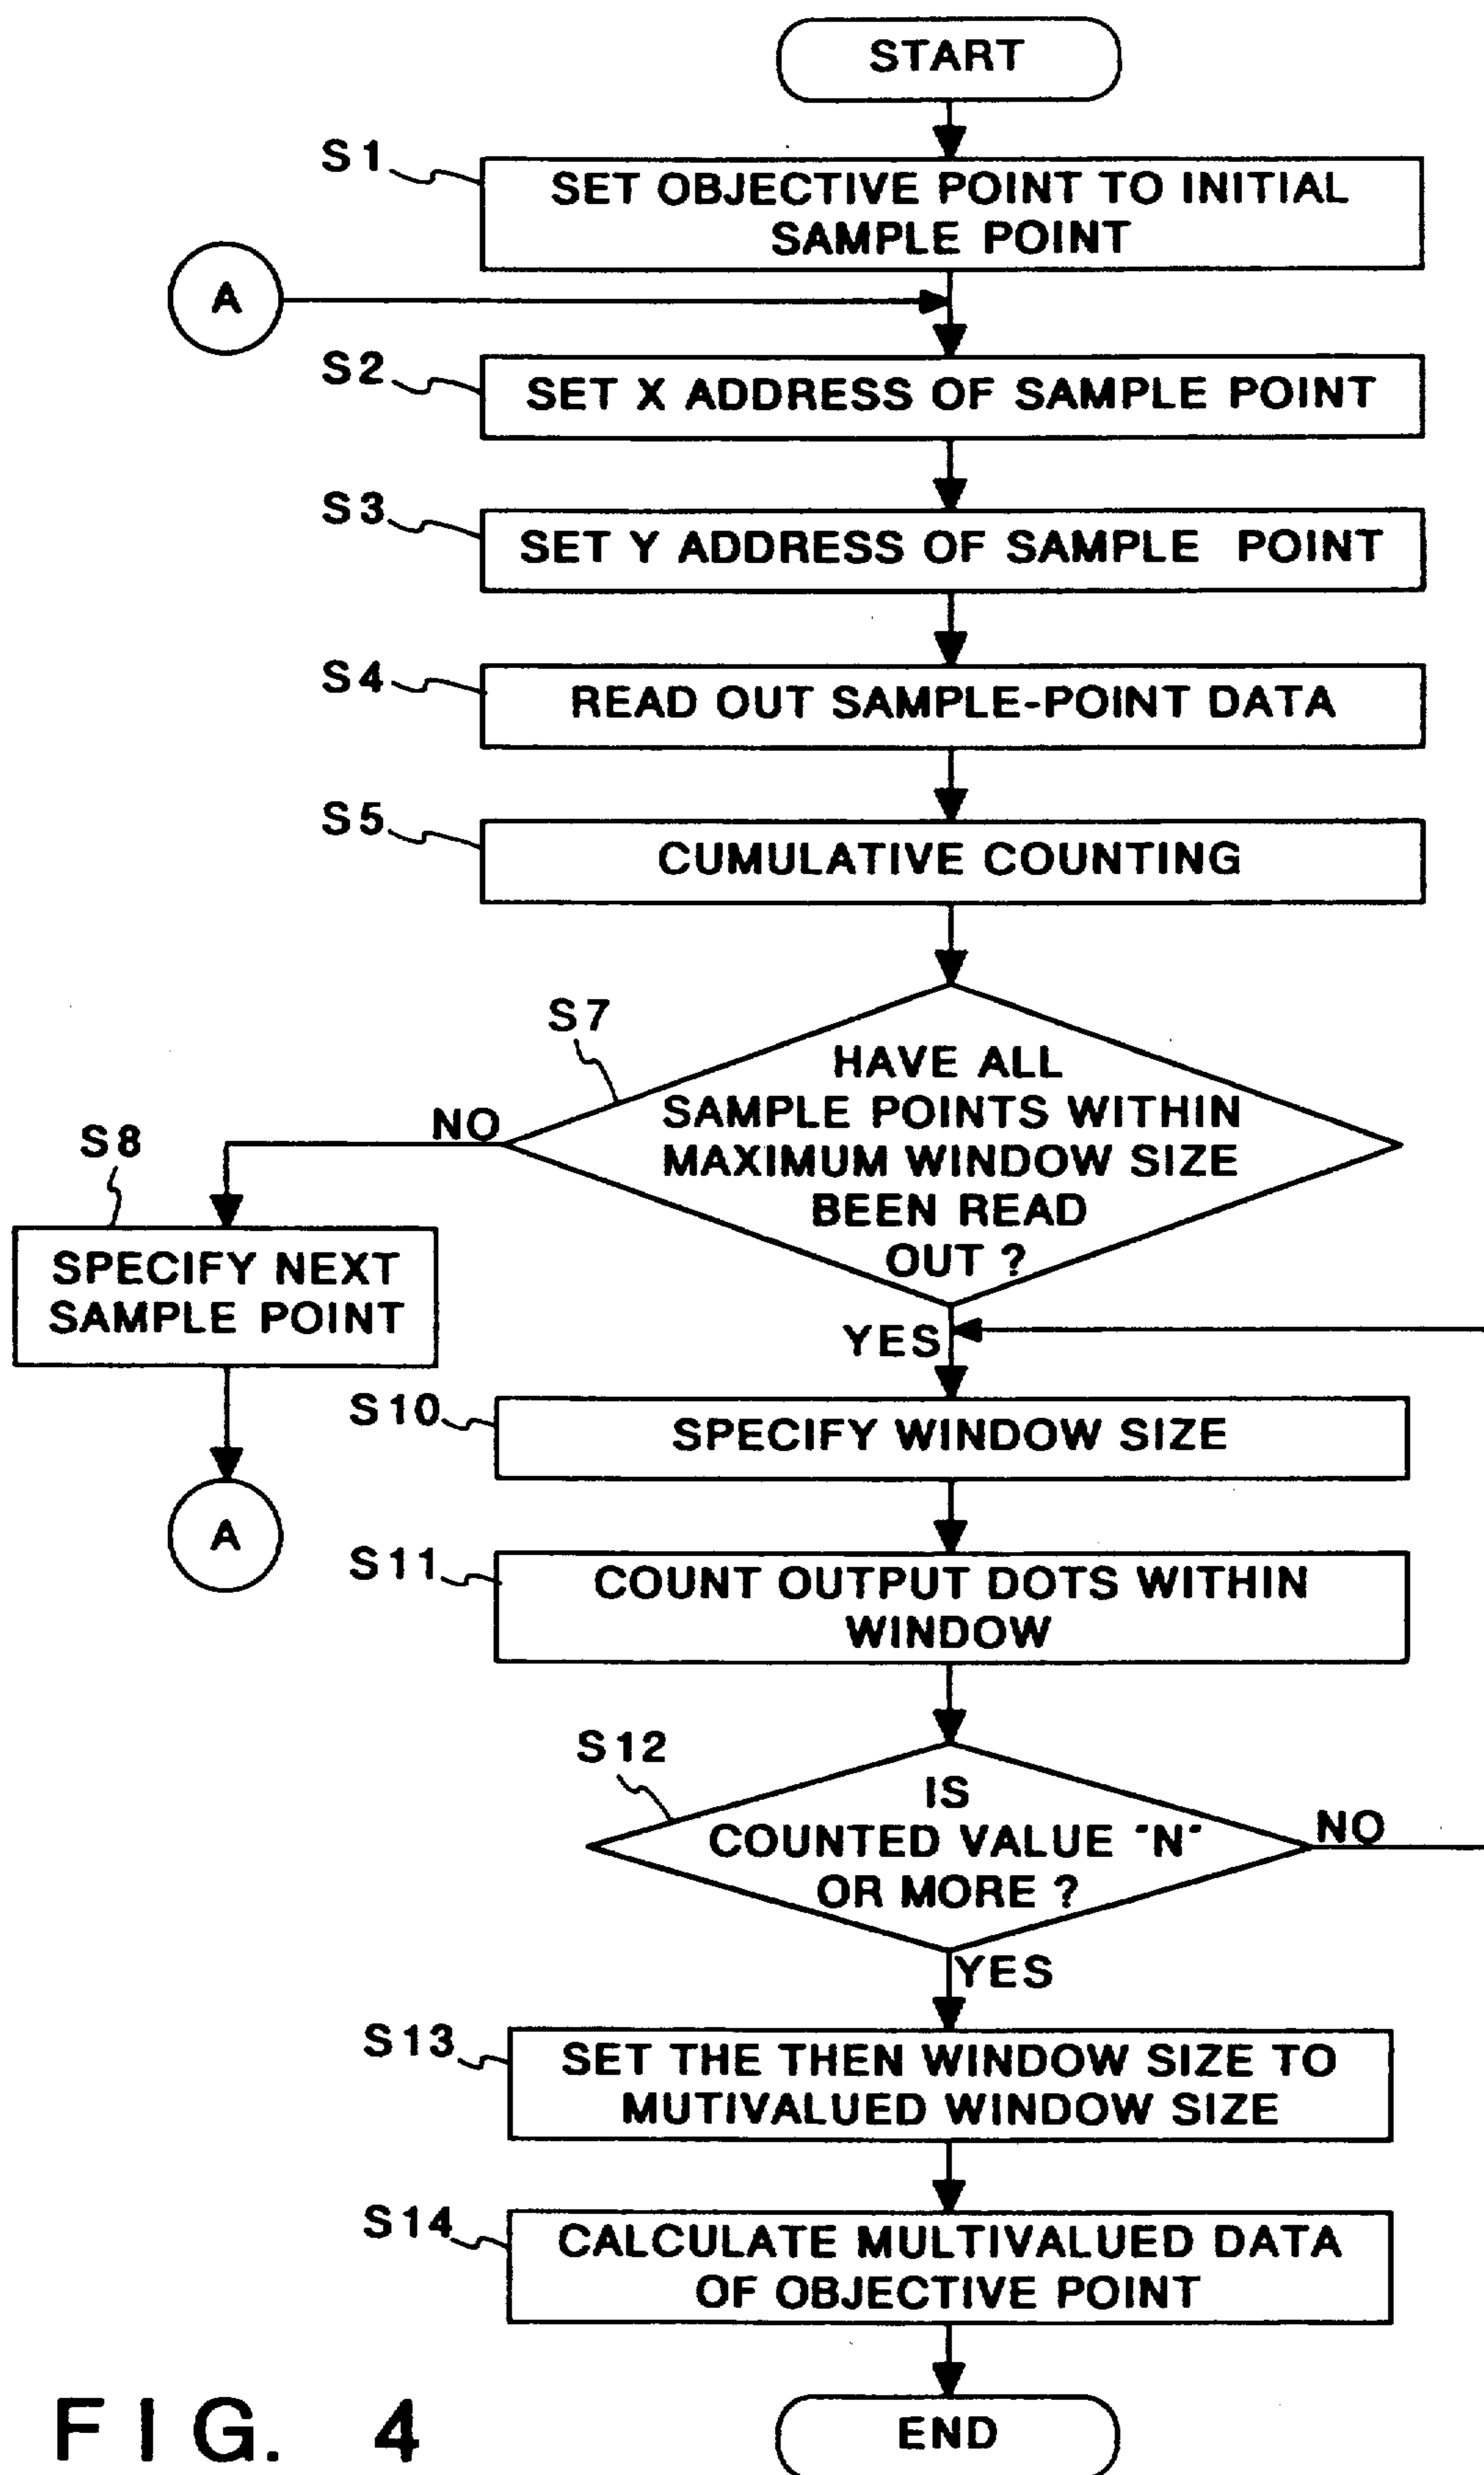 START
S1
SET OBJECTIVE POINT TO INITIAL
SAMPLE POINT
A
S2
SET X ADDRESS OF SAMPLE POINT
S3
SET Y ADDRESS OF SAMPLE POINT
S4
READ OUT SAMPLE-POINT DATA
S5
CUMULATIVE COUNTING
S7
HAVE ALL
SAMPLE POINTS WITHIN
MAXIMUM WINDOW SIZE
BEEN READ
OUT ?
NO
S8
SPECIFY NEXT
SAMPLE POINT
A
YES
S10
SPECIFY WINDOW SIZE
S11
COUNT OUTPUT DOTS WITHIN
WINDOW
S12
IS
COUNTED VALUE "N"
OR MORE ?
NO
YES
S13
SET THE THEN WINDOW SIZE TO
MUTIVALUED WINDOW SIZE
S14
CALCULATE MULTIVALUED DATA
OF OBJECTIVE POINT
END
FIG. 4